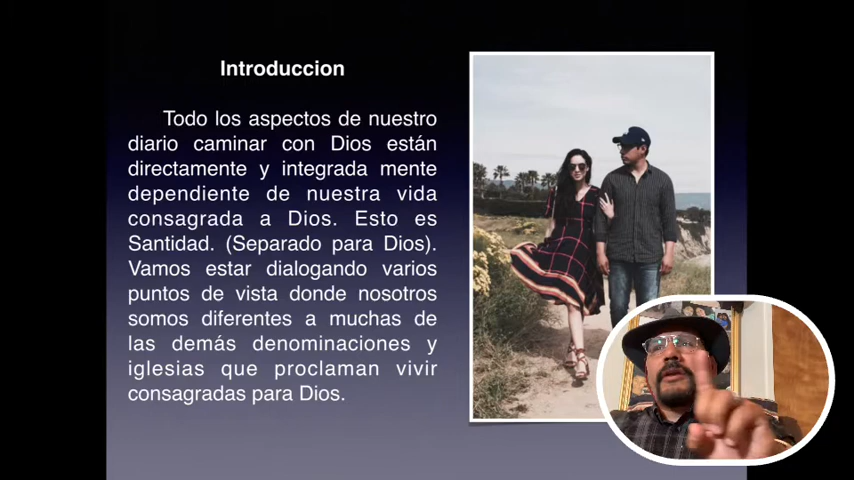 Introduccion
Todo los aspectos de nuestro
diario caminar con Dios están
directamente y integrada mente
dependiente de nuestra vida
consagrada a Dios. Esto es
Santidad. (Separado para Dios).
Vamos estar dialogando varios
puntos de vista donde nosotros
somos diferentes a muchas de
las demás denominaciones y
iglesias que proclaman vivir
consagradas para Dios.